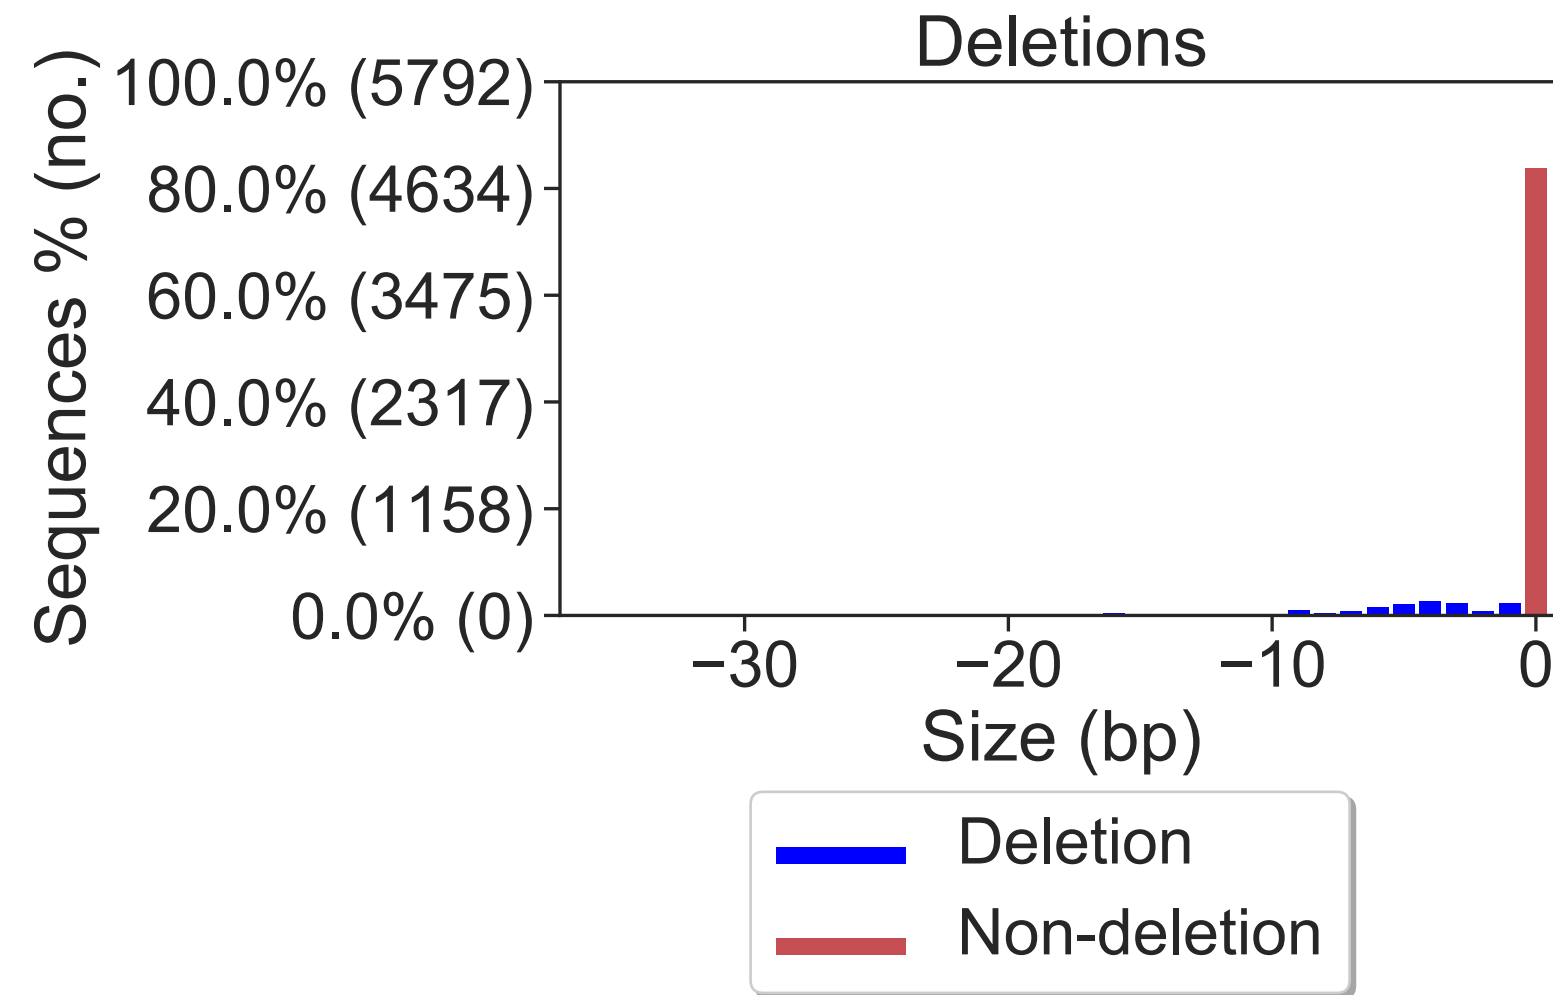 Deletions
Sequences % (no.)
100.0% (5792)
80.0% (4634)
60.0% (3475)
40.0% (2317)
20.0% (1158)
0.0% (0)
−30 −20 −10 0
Size (bp)
Deletion
Non-deletion